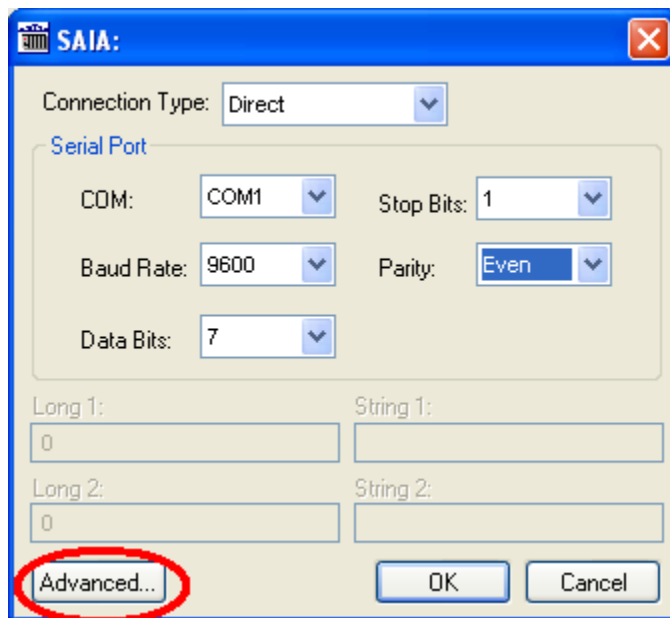 SAIA:
Connection Type: Direct
Serial Port
COM: COM1 Stop Bits: 1
Baud Rate: 9600 Parity: Even
Data Bits: 7
Long 1: String 1:
0
Long 2: String 2:
0
Advanced... OK Cancel